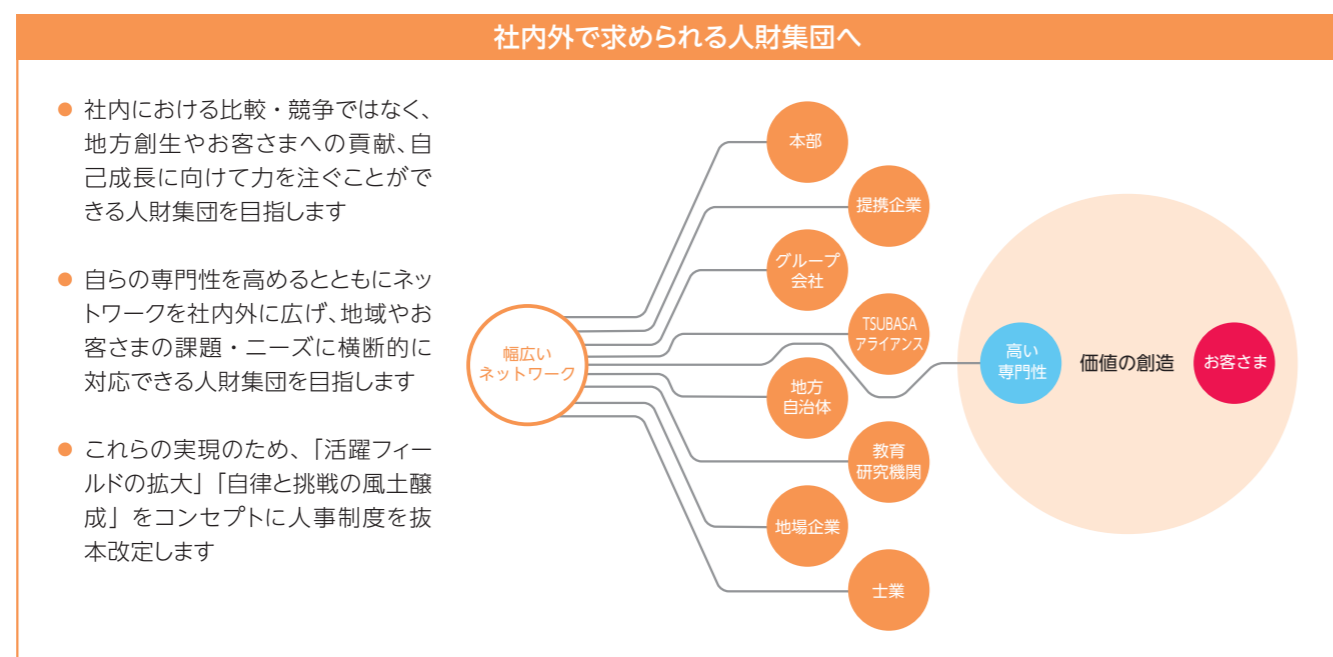 社内外で求められる人財集団へ
● 社内における比較・競争ではなく、
地方創生やお客さまへの貢献、自
己成長に向けて力を注ぐことがで
きる人財集団を目指します
● 自らの専門性を高めるとともにネッ
トワークを社内外に広げ、地域やお
客さまの課題・ニーズに横断的に
対応できる人財集団を目指します
● これらの実現のため、「活躍フィー
ルドの拡大」「自律と挑戦の風土醸
成」をコンセプトに人事制度を抜
本改定します
幅広い
ネットワーク
本部
提携企業
グループ
会社
TSUBASA
アライアンス
地方
自治体
教育
研究機関
地場企業
士業
高い
専門性
価値の創造
お客さま